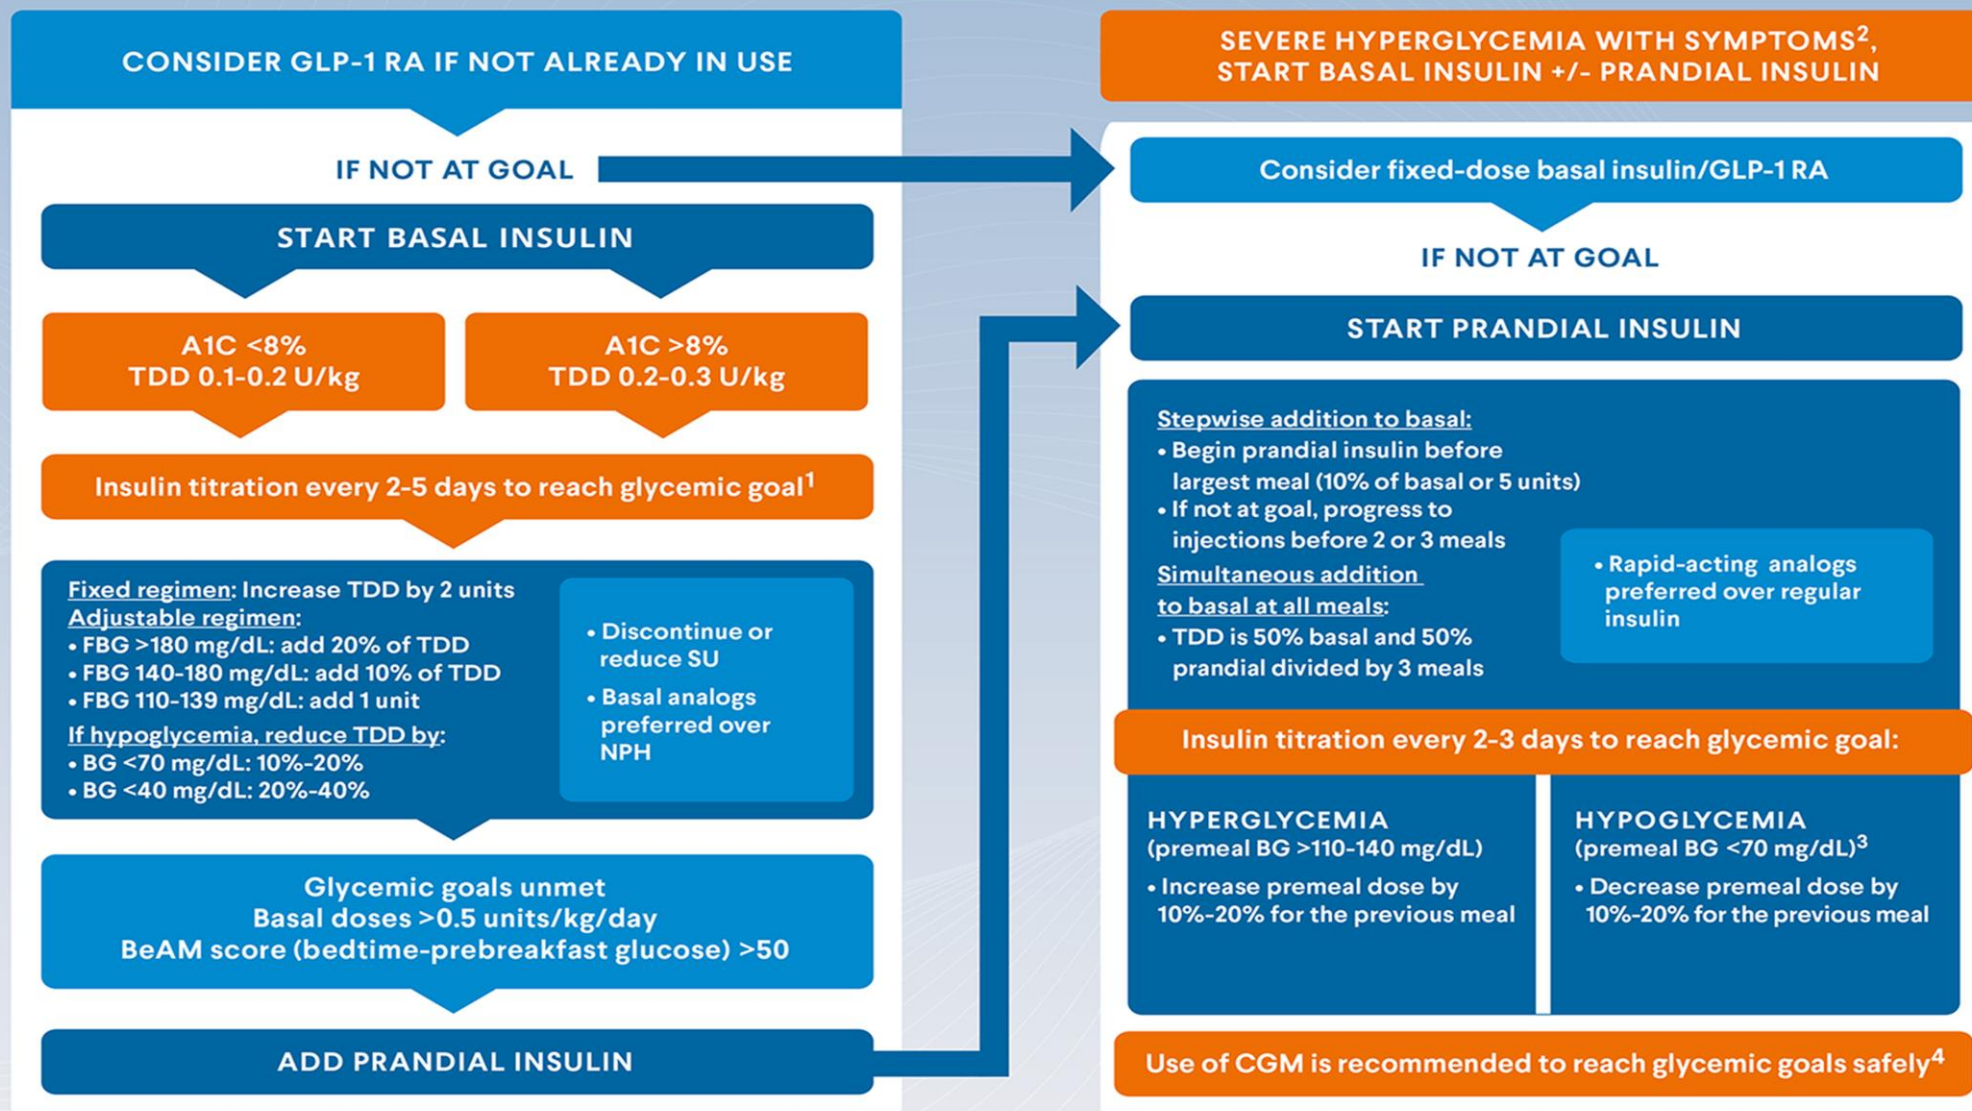 CONSIDER GLP-1 RA IF NOT ALREADY IN USE
IF NOT AT GOAL
START BASAL INSULIN
A1C <8%
TDD 0.1-0.2 U/kg
A1C >8%
TDD 0.2-0.3 U/kg
Insulin titration every 2-5 days to reach glycemic goal¹
Fixed regimen: Increase TDD by 2 units
Adjustable regimen:
• FBG >180 mg/dL: add 20% of TDD
• FBG 140-180 mg/dL: add 10% of TDD
• FBG 110-139 mg/dL: add 1 unit
If hypoglycemia, reduce TDD by:
• BG <70 mg/dL: 10%-20%
• BG <40 mg/dL: 20%-40%
• Discontinue or
reduce SU
• Basal analogs
preferred over
NPH
Glycemic goals unmet
Basal doses >0.5 units/kg/day
BeAM score (bedtime-prebreakfast glucose) >50
ADD PRANDIAL INSULIN
SEVERE HYPERGLYCEMIA WITH SYMPTOMS²,
START BASAL INSULIN +/- PRANDIAL INSULIN
Consider fixed-dose basal insulin/GLP-1 RA
IF NOT AT GOAL
START PRANDIAL INSULIN
Stepwise addition to basal:
• Begin prandial insulin before
largest meal (10% of basal or 5 units)
• If not at goal, progress to
injections before 2 or 3 meals
Simultaneous addition
to basal at all meals:
• TDD is 50% basal and 50%
prandial divided by 3 meals
• Rapid-acting analogs
preferred over regular
insulin
Insulin titration every 2-3 days to reach glycemic goal:
HYPERGLYCEMIA
(premeal BG >110-140 mg/dL)
• Increase premeal dose by
10%-20% for the previous meal
HYPOGLYCEMIA
(premeal BG <70 mg/dL)³
• Decrease premeal dose by
10%-20% for the previous meal
Use of CGM is recommended to reach glycemic goals safely⁴